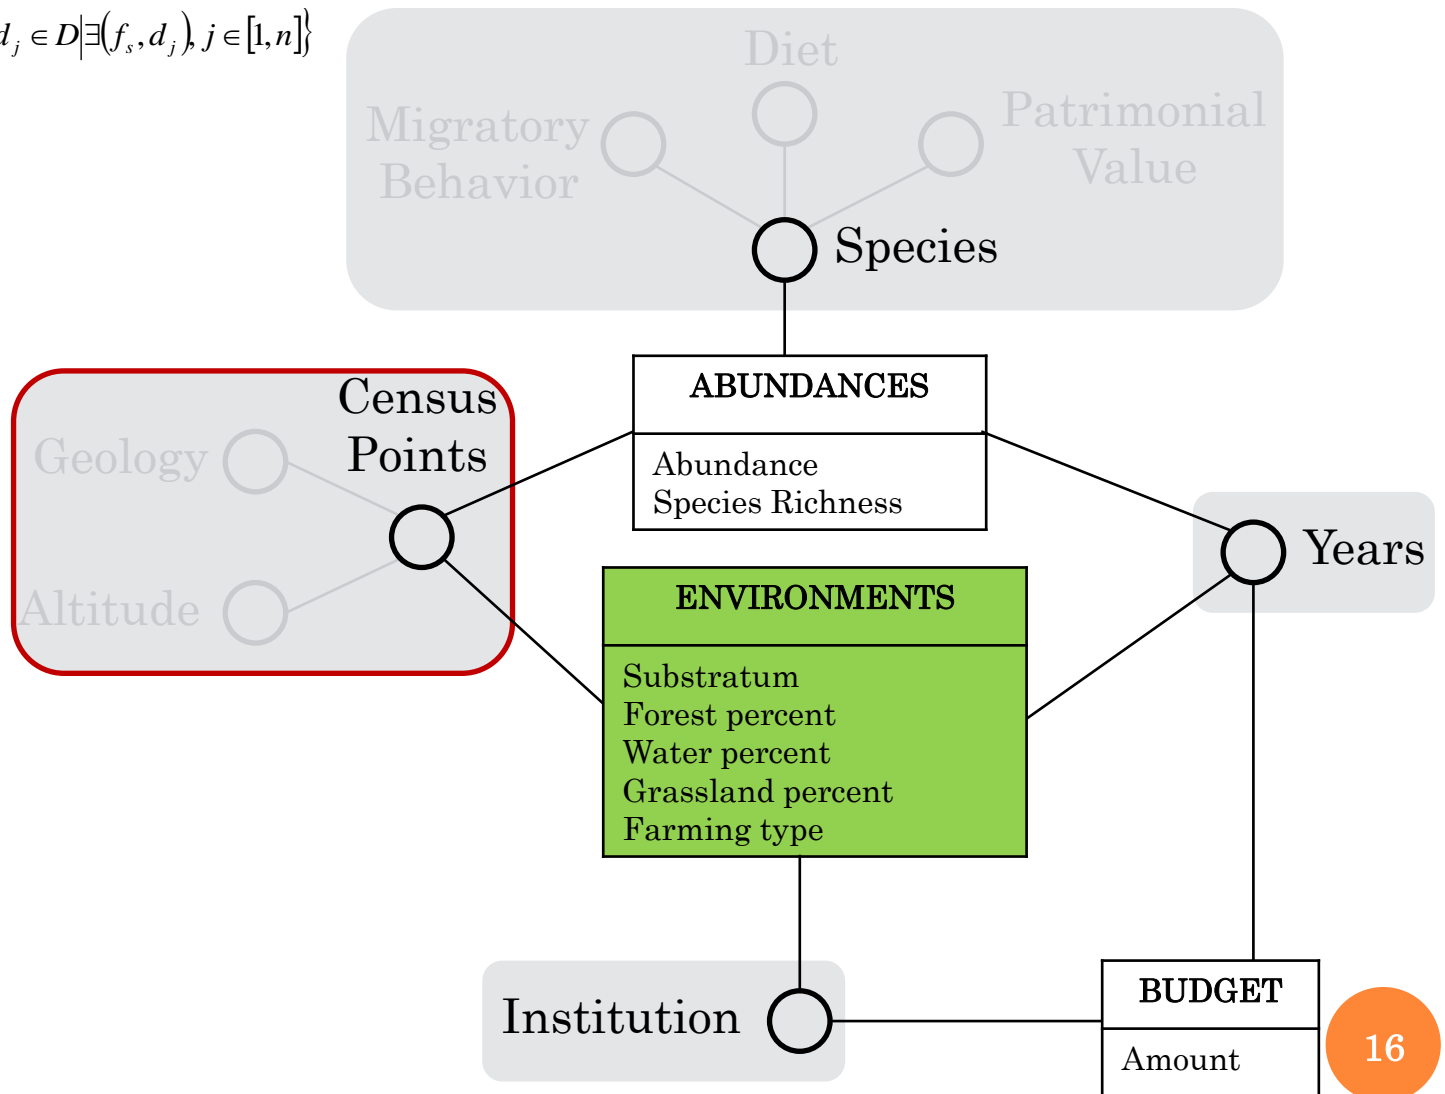 d_j ∈ D|∃(f_s, d_j), j ∈ [1, n]}
Diet
Migratory
Behavior
Patrimonial
Value
Species
Census
Points
Geology
Altitude
ABUNDANCES
Abundance
Species Richness
Years
ENVIRONMENTS
Substratum
Forest percent
Water percent
Grassland percent
Farming type
Institution
BUDGET
Amount
16